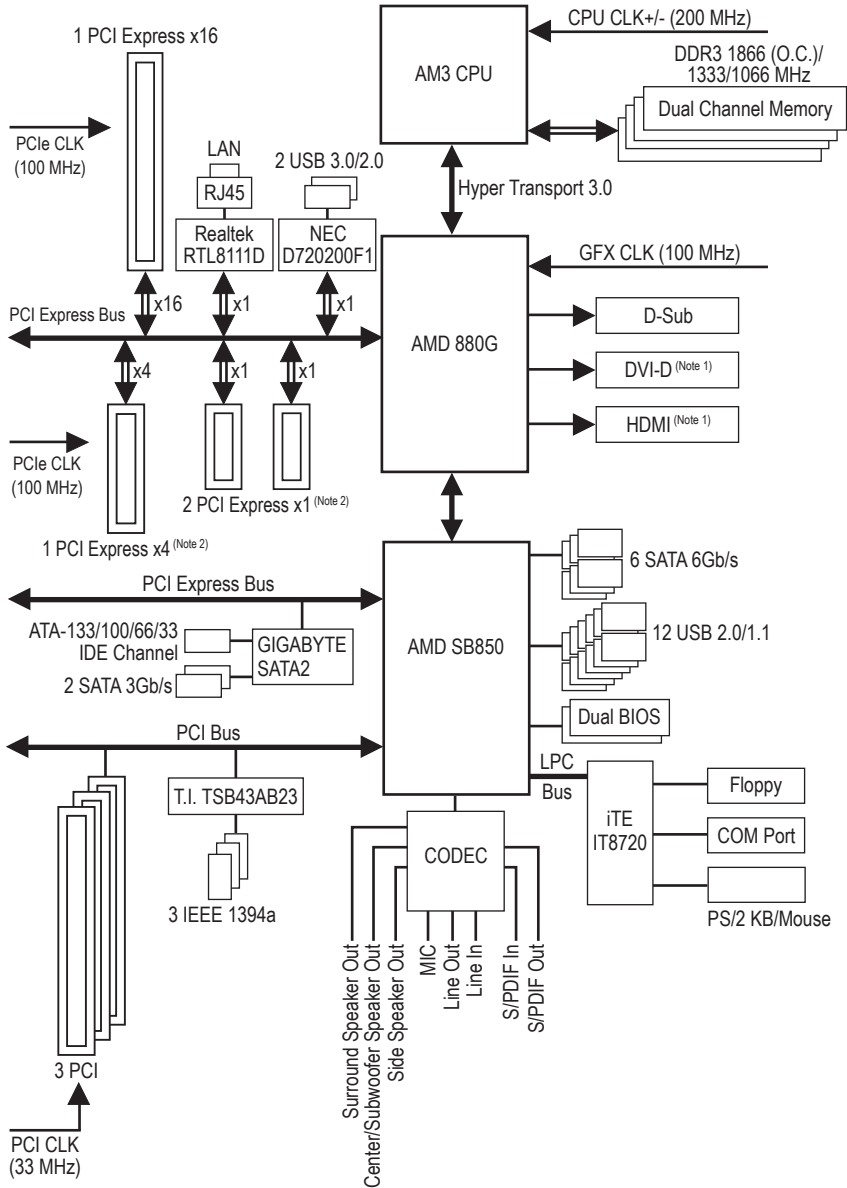 1 PCI Express x16
CPU CLK+/- (200 MHz)
AM3 CPU
DDR3 1866 (O.C.)/
1333/1066 MHz
Dual Channel Memory
PCIe CLK
(100 MHz)
LAN
RJ45
2 USB 3.0/2.0
Hyper Transport 3.0
Realtek
RTL8111D
NEC
D720200F1
GFX CLK (100 MHz)
x16
x1
x1
PCI Express Bus
AMD 880G
D-Sub
DVI-D (Note 1)
HDMI (Note 1)
x4
x1
x1
PCIe CLK
(100 MHz)
2 PCI Express x1 (Note 2)
1 PCI Express x4 (Note 2)
PCI Express Bus
6 SATA 6Gb/s
ATA-133/100/66/33
IDE Channel
GIGABYTE
SATA2
2 SATA 3Gb/s
AMD SB850
12 USB 2.0/1.1
Dual BIOS
PCI Bus
LPC
Bus
T.I. TSB43AB23
iTE
IT8720
Floppy
COM Port
PS/2 KB/Mouse
CODEC
3 IEEE 1394a
Surround Speaker Out
Center/Subwoofer Speaker Out
Side Speaker Out
MIC
Line Out
Line In
S/PDIF In
S/PDIF Out
3 PCI
PCI CLK
(33 MHz)